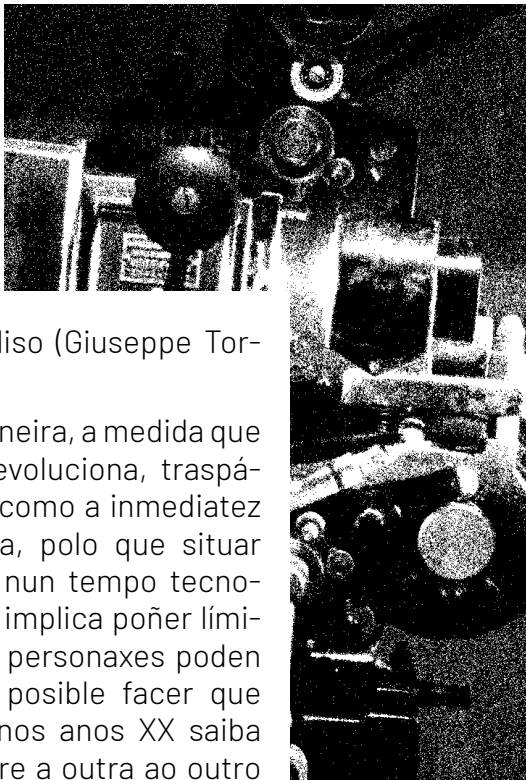 diso (Giuseppe Tor-
neira, a medida que
evoluciona, traspá-
como a inmediatez
a, polo que situar
nun tempo tecno-
implica poñer lími-
personaxes poden
posible facer que
nos anos XX saiba
re a outra ao outro